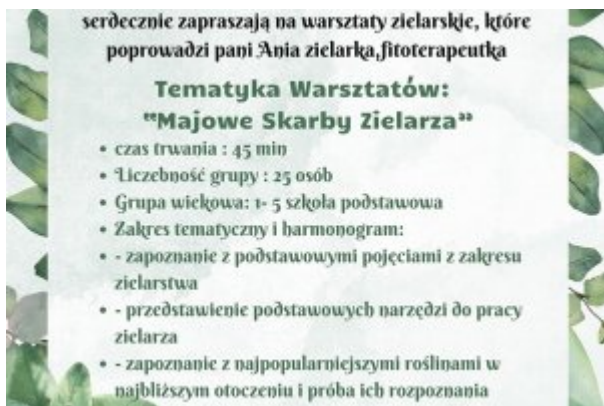 serdecznie zapraszają na warsztaty zielarskie, które
poprowadzi pani Ania zielarka,fitoterapeutka
Tematyka Warsztatów:
"Majowe Skarby Zielarza"
• czas trwania : 45 min
• Liczebność grupy : 25 osób
• Grupa wiekowa: 1- 5 szkoła podstawowa
• Zakres tematyczny i harmonogram:
• - zapoznanie z podstawowymi pojęciami z zakresu
zielarstwa
• - przedstawienie podstawowych narzędzi do pracy
zielarza
• - zapoznanie z najpopularniejszymi roślinami w
najbliższym otoczeniu i próba ich rozpoznania